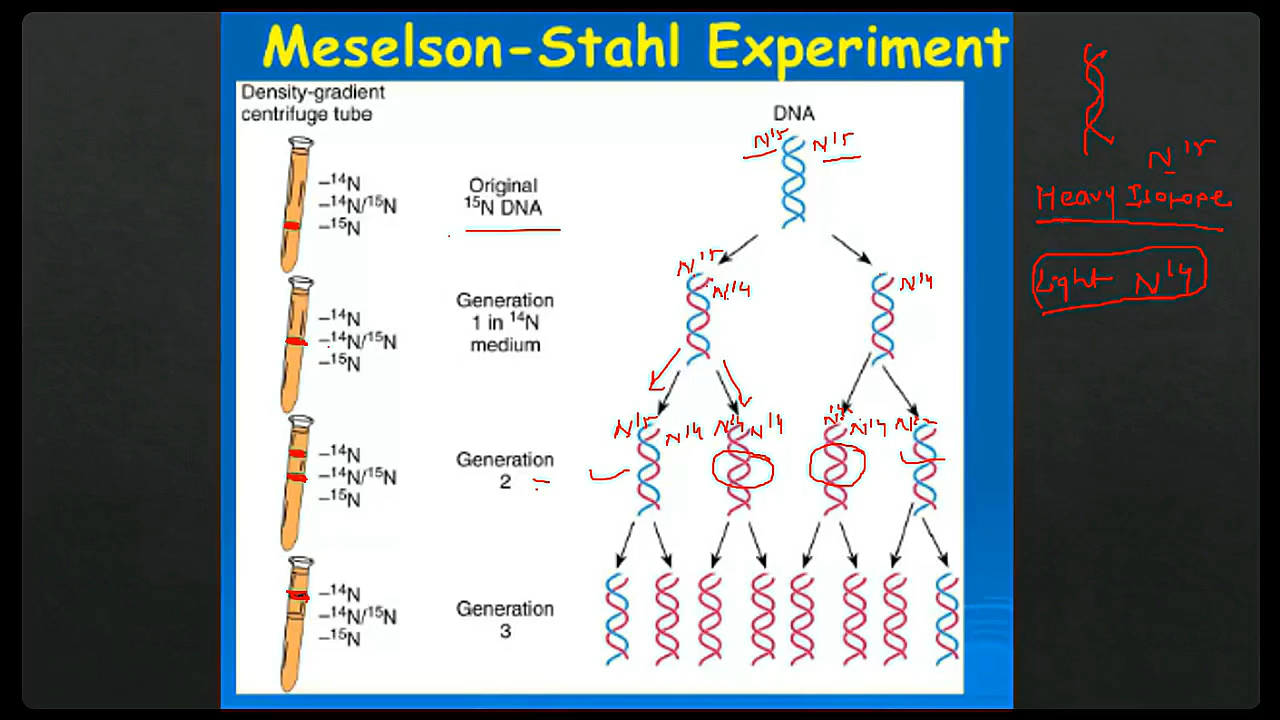 Meselson-Stahl Experiment
Density-gradient
centrifuge tube
DNA
N15 N15
-14N
-14N/15N
-15N
Original
15N DNA
N15
Heavy Isotope
Light N14
N15
N14
N14
-14N
-14N/15N
-15N
Generation
1 in 14N
medium
N15 N14
N14 N14
N14 N14
-14N
-14N/15N
-15N
Generation
2
-14N
-14N/15N
-15N
Generation
3